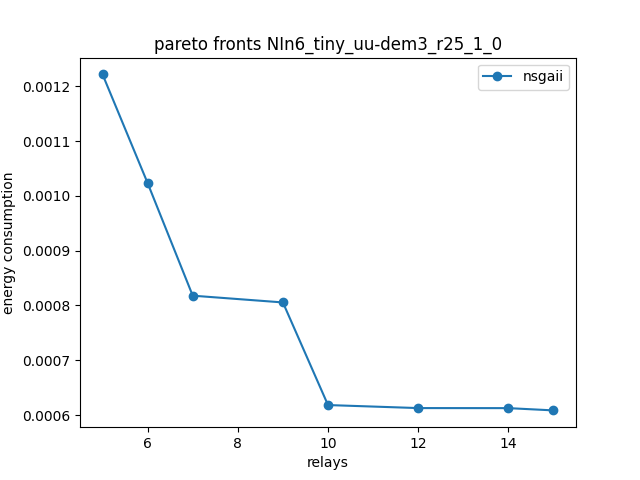 pareto fronts NIn6_tiny_uu-dem3_r25_1_0
nsgaii
0.0012
0.0011
0.0010
0.0009
0.0008
0.0007
0.0006
energy consumption
6 8 10 12 14
relays